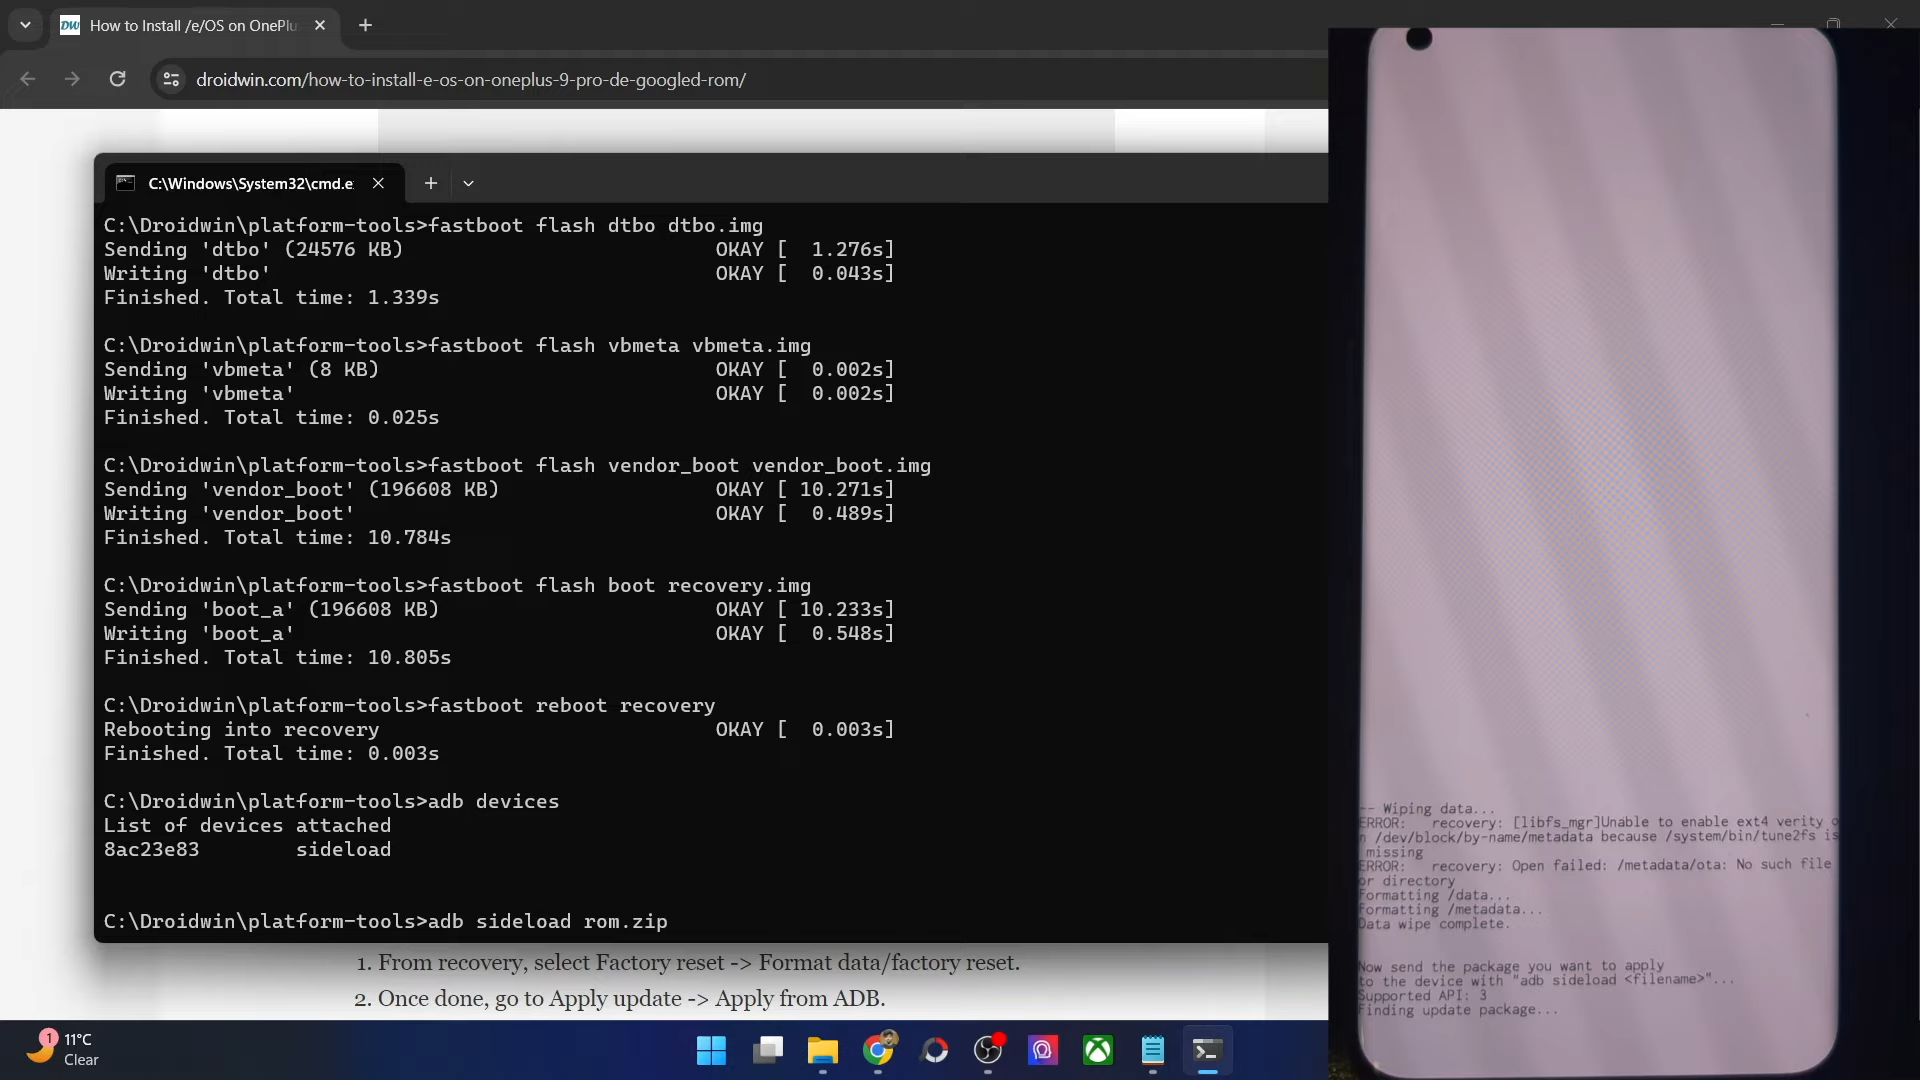 DW How to Install /e/OS on OnePlu
droidwin.com/how-to-install-e-os-on-oneplus-9-pro-de-googled-rom/
C:\Windows\System32\cmd.e
C:\Droidwin\platform-tools>fastboot flash dtbo dtbo.img
Sending 'dtbo' (24576 KB) OKAY [ 1.276s]
Writing 'dtbo' OKAY [ 0.043s]
Finished. Total time: 1.339s
C:\Droidwin\platform-tools>fastboot flash vbmeta vbmeta.img
Sending 'vbmeta' (8 KB) OKAY [ 0.002s]
Writing 'vbmeta' OKAY [ 0.002s]
Finished. Total time: 0.025s
C:\Droidwin\platform-tools>fastboot flash vendor_boot vendor_boot.img
Sending 'vendor_boot' (196608 KB) OKAY [ 10.271s]
Writing 'vendor_boot' OKAY [ 0.489s]
Finished. Total time: 10.784s
C:\Droidwin\platform-tools>fastboot flash boot recovery.img
Sending 'boot_a' (196608 KB) OKAY [ 10.233s]
Writing 'boot_a' OKAY [ 0.548s]
Finished. Total time: 10.805s
C:\Droidwin\platform-tools>fastboot reboot recovery
Rebooting into recovery OKAY [ 0.003s]
Finished. Total time: 0.003s
C:\Droidwin\platform-tools>adb devices
List of devices attached
8ac23e83 sideload
C:\Droidwin\platform-tools>adb sideload rom.zip
1. From recovery, select Factory reset -> Format data/factory reset.
2. Once done, go to Apply update -> Apply from ADB.
1
11°C
Clear
-- Wiping data...
ERROR: recovery: [libfs_mgr]Unable to enable ext4 verity o
n /dev/block/by-name/metadata because /system/bin/tune2fs is
missing
ERROR: recovery: Open failed: /metadata/ota: No such file
or directory
Formatting /data...
Formatting /metadata...
Data wipe complete.
Now send the package you want to apply
to the device with "adb sideload <filename>"...
Supported API: 3
Finding update package...